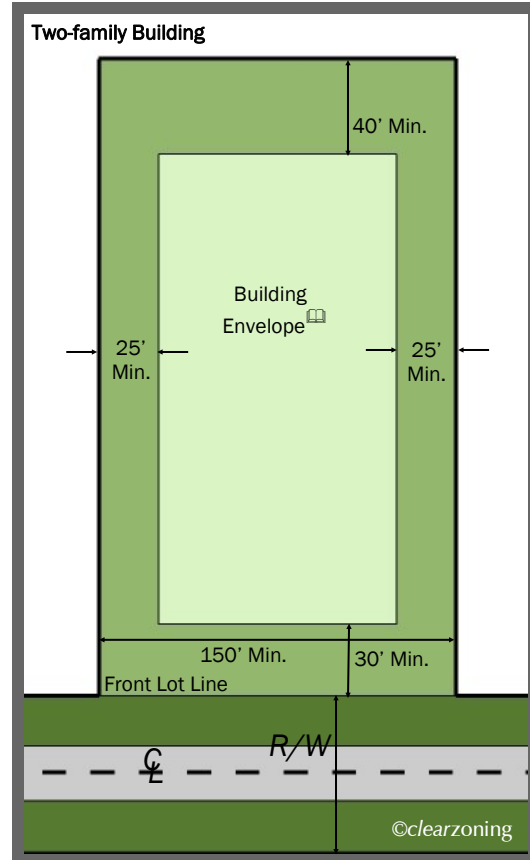 Two-family Building
40’ Min.
Building
Envelope
25’
Min.
25’
Min.
150’ Min.
30’ Min.
Front Lot Line
R/W
℄
©clearzoning